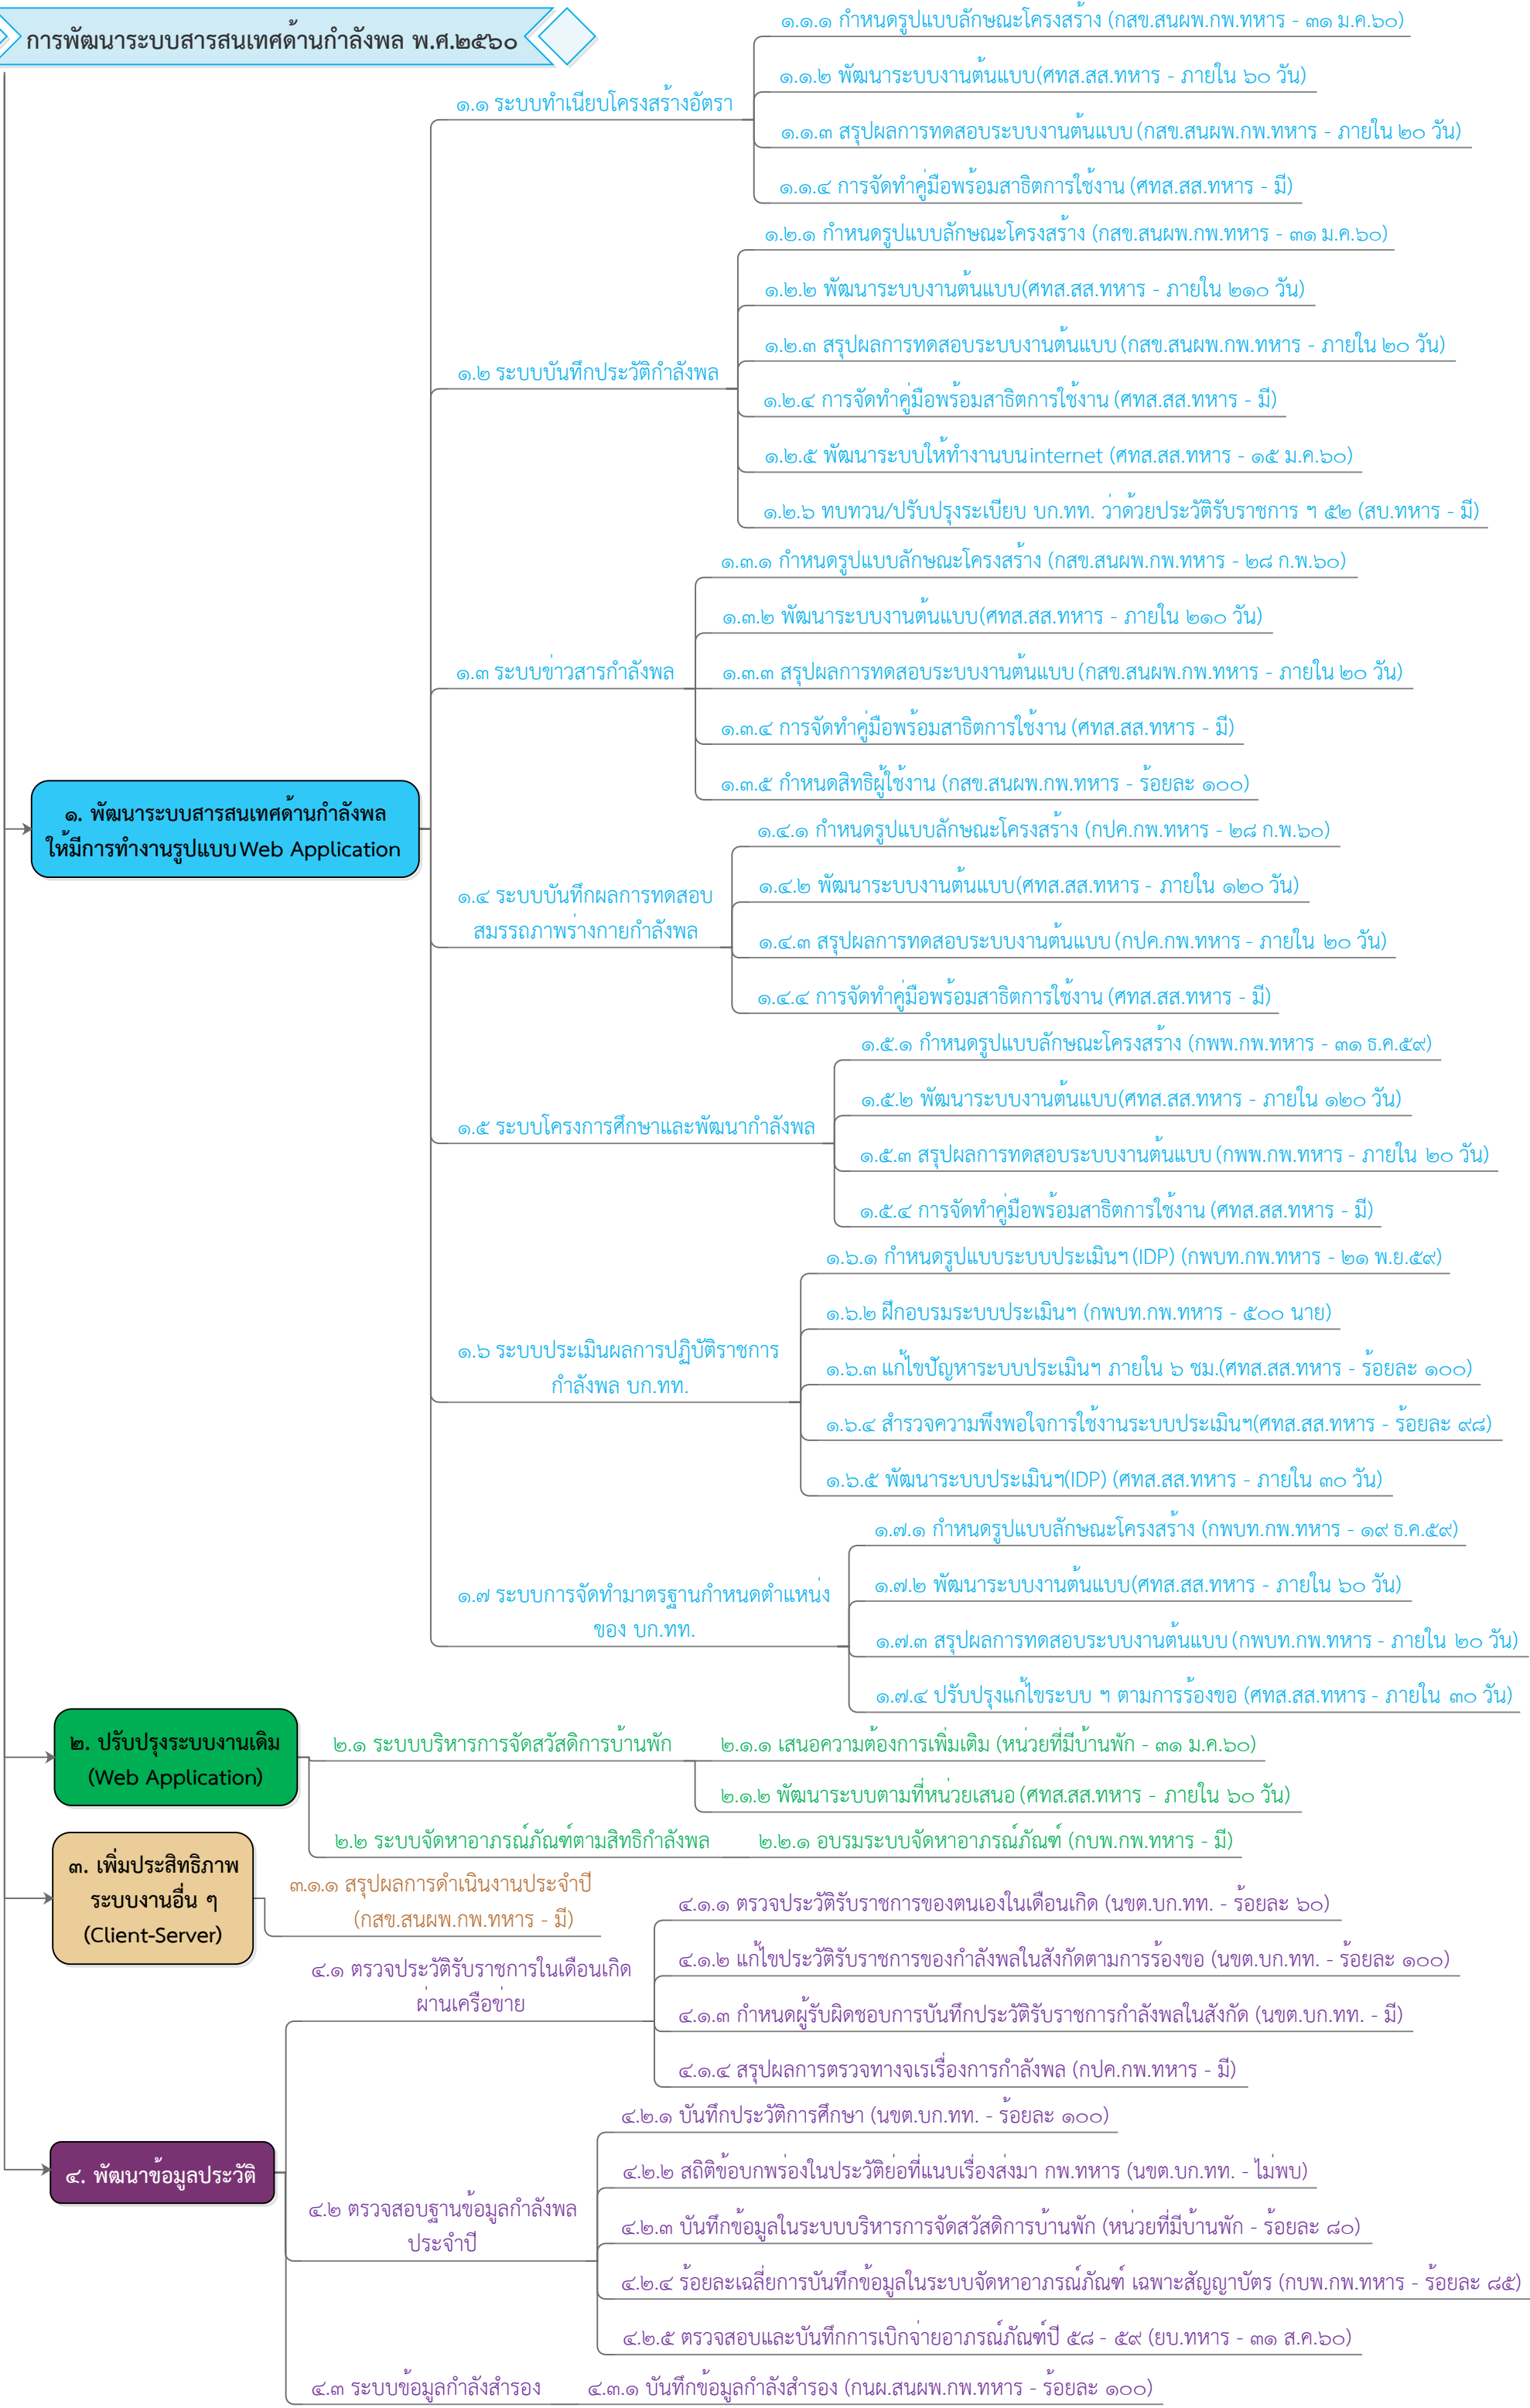 การพัฒนาระบบสารสนเทศด้านกำลังพล พ.ศ.๒๕๖๐
๑. พัฒนาระบบสารสนเทศด้านกำลังพล
ให้มีการทำงานรูปแบบ Web Application
๑.๑ ระบบทำเนียบโครงสร้างอัตรา
๑.๑.๑ กำหนดรูปแบบลักษณะโครงสร้าง (กสข.สนผพ.กพ.ทหาร - ๓๑ ม.ค.๖๐)
๑.๑.๒ พัฒนาระบบงานต้นแบบ(ศทส.สส.ทหาร - ภายใน ๖๐ วัน)
๑.๑.๓ สรุปผลการทดสอบระบบงานต้นแบบ (กสข.สนผพ.กพ.ทหาร - ภายใน ๒๐ วัน)
๑.๑.๔ การจัดทำคู่มือพร้อมสาธิตการใช้งาน (ศทส.สส.ทหาร - มี)
๑.๒ ระบบบันทึกประวัติกำลังพล
๑.๒.๑ กำหนดรูปแบบลักษณะโครงสร้าง (กสข.สนผพ.กพ.ทหาร - ๓๑ ม.ค.๖๐)
๑.๒.๒ พัฒนาระบบงานต้นแบบ(ศทส.สส.ทหาร - ภายใน ๒๑๐ วัน)
๑.๒.๓ สรุปผลการทดสอบระบบงานต้นแบบ (กสข.สนผพ.กพ.ทหาร - ภายใน ๒๐ วัน)
๑.๒.๔ การจัดทำคู่มือพร้อมสาธิตการใช้งาน (ศทส.สส.ทหาร - มี)
๑.๒.๕ พัฒนาระบบให้ทำงานบน internet (ศทส.สส.ทหาร - ๑๕ ม.ค.๖๐)
๑.๒.๖ ทบทวน/ปรับปรุงระเบียบ บก.ทท. ว่าด้วยประวัติรับราชการ ฯ ๕๒ (สบ.ทหาร - มี)
๑.๓ ระบบข่าวสารกำลังพล
๑.๓.๑ กำหนดรูปแบบลักษณะโครงสร้าง (กสข.สนผพ.กพ.ทหาร - ๒๘ ก.พ.๖๐)
๑.๓.๒ พัฒนาระบบงานต้นแบบ(ศทส.สส.ทหาร - ภายใน ๒๑๐ วัน)
๑.๓.๓ สรุปผลการทดสอบระบบงานต้นแบบ (กสข.สนผพ.กพ.ทหาร - ภายใน ๒๐ วัน)
๑.๓.๔ การจัดทำคู่มือพร้อมสาธิตการใช้งาน (ศทส.สส.ทหาร - มี)
๑.๓.๕ กำหนดสิทธิผู้ใช้งาน (กสข.สนผพ.กพ.ทหาร - ร้อยละ ๑๐๐)
๑.๔ ระบบบันทึกผลการทดสอบ
สมรรถภาพร่างกายกำลังพล
๑.๔.๑ กำหนดรูปแบบลักษณะโครงสร้าง (กปค.กพ.ทหาร - ๒๘ ก.พ.๖๐)
๑.๔.๒ พัฒนาระบบงานต้นแบบ(ศทส.สส.ทหาร - ภายใน ๑๒๐ วัน)
๑.๔.๓ สรุปผลการทดสอบระบบงานต้นแบบ (กปค.กพ.ทหาร - ภายใน ๒๐ วัน)
๑.๔.๔ การจัดทำคู่มือพร้อมสาธิตการใช้งาน (ศทส.สส.ทหาร - มี)
๑.๕ ระบบโครงการศึกษาและพัฒนากำลังพล
๑.๕.๑ กำหนดรูปแบบลักษณะโครงสร้าง (กพพ.กพ.ทหาร - ๓๑ ธ.ค.๕๙)
๑.๕.๒ พัฒนาระบบงานต้นแบบ(ศทส.สส.ทหาร - ภายใน ๑๒๐ วัน)
๑.๕.๓ สรุปผลการทดสอบระบบงานต้นแบบ (กพพ.กพ.ทหาร - ภายใน ๒๐ วัน)
๑.๕.๔ การจัดทำคู่มือพร้อมสาธิตการใช้งาน (ศทส.สส.ทหาร - มี)
๑.๖ ระบบประเมินผลการปฏิบัติราชการ
กำลังพล บก.ทท.
๑.๖.๑ กำหนดรูปแบบระบบประเมินฯ (IDP) (กพบท.กพ.ทหาร - ๒๑ พ.ย.๕๙)
๑.๖.๒ ฝึกอบรมระบบประเมินฯ (กพบท.กพ.ทหาร - ๕๐๐ นาย)
๑.๖.๓ แก้ไขปัญหาระบบประเมินฯ ภายใน ๖ ชม.(ศทส.สส.ทหาร - ร้อยละ ๑๐๐)
๑.๖.๔ สำรวจความพึงพอใจการใช้งานระบบประเมินฯ(ศทส.สส.ทหาร - ร้อยละ ๙๘)
๑.๖.๕ พัฒนาระบบประเมินฯ(IDP) (ศทส.สส.ทหาร - ภายใน ๓๐ วัน)
๑.๗ ระบบการจัดทำมาตรฐานกำหนดตำแหน่ง
ของ บก.ทท.
๑.๗.๑ กำหนดรูปแบบลักษณะโครงสร้าง (กพบท.กพ.ทหาร - ๑๙ ธ.ค.๕๙)
๑.๗.๒ พัฒนาระบบงานต้นแบบ(ศทส.สส.ทหาร - ภายใน ๖๐ วัน)
๑.๗.๓ สรุปผลการทดสอบระบบงานต้นแบบ (กพบท.กพ.ทหาร - ภายใน ๒๐ วัน)
๑.๗.๔ ปรับปรุงแก้ไขระบบ ฯ ตามการร้องขอ (ศทส.สส.ทหาร - ภายใน ๓๐ วัน)
๒. ปรับปรุงระบบงานเดิม
(Web Application)
๒.๑ ระบบบริหารการจัดสวัสดิการบ้านพัก
๒.๑.๑ เสนอความต้องการเพิ่มเติม (หน่วยที่มีบ้านพัก - ๓๑ ม.ค.๖๐)
๒.๑.๒ พัฒนาระบบตามที่หน่วยเสนอ (ศทส.สส.ทหาร - ภายใน ๖๐ วัน)
๒.๒ ระบบจัดหาอาภรณ์ภัณฑ์ตามสิทธิกำลังพล
๒.๒.๑ อบรมระบบจัดหาอาภรณ์ภัณฑ์ (กบพ.กพ.ทหาร - มี)
๓. เพิ่มประสิทธิภาพ
ระบบงานอื่น ๆ
(Client-Server)
๓.๑.๑ สรุปผลการดำเนินงานประจำปี
(กสข.สนผพ.กพ.ทหาร - มี)
๔. พัฒนาข้อมูลประวัติ
๔.๑ ตรวจประวัติรับราชการในเดือนเกิด
ผ่านเครือข่าย
๔.๑.๑ ตรวจประวัติรับราชการของตนเองในเดือนเกิด (นขต.บก.ทท. - ร้อยละ ๖๐)
๔.๑.๒ แก้ไขประวัติรับราชการของกำลังพลในสังกัดตามการร้องขอ (นขต.บก.ทท. - ร้อยละ ๑๐๐)
๔.๑.๓ กำหนดผู้รับผิดชอบการบันทึกประวัติรับราชการกำลังพลในสังกัด (นขต.บก.ทท. - มี)
๔.๑.๔ สรุปผลการตรวจทางจเรเรื่องการกำลังพล (กปค.กพ.ทหาร - มี)
๔.๒ ตรวจสอบฐานข้อมูลกำลังพล
ประจำปี
๔.๒.๑ บันทึกประวัติการศึกษา (นขต.บก.ทท. - ร้อยละ ๑๐๐)
๔.๒.๒ สถิติข้อบกพร่องในประวัติย่อที่แนบเรื่องส่งมา กพ.ทหาร (นขต.บก.ทท. - ไม่พบ)
๔.๒.๓ บันทึกข้อมูลในระบบบริหารการจัดสวัสดิการบ้านพัก (หน่วยที่มีบ้านพัก - ร้อยละ ๘๐)
๔.๒.๔ ร้อยละเฉลี่ยการบันทึกข้อมูลในระบบจัดหาอาภรณ์ภัณฑ์ เฉพาะสัญญาบัตร (กบพ.กพ.ทหาร - ร้อยละ ๘๕)
๔.๒.๕ ตรวจสอบและบันทึกการเบิกจ่ายอาภรณ์ภัณฑ์ปี ๕๘ - ๕๙ (ยบ.ทหาร - ๓๑ ส.ค.๖๐)
๔.๓ ระบบข้อมูลกำลังสำรอง
๔.๓.๑ บันทึกข้อมูลกำลังสำรอง (กนผ.สนผพ.กพ.ทหาร - ร้อยละ ๑๐๐)